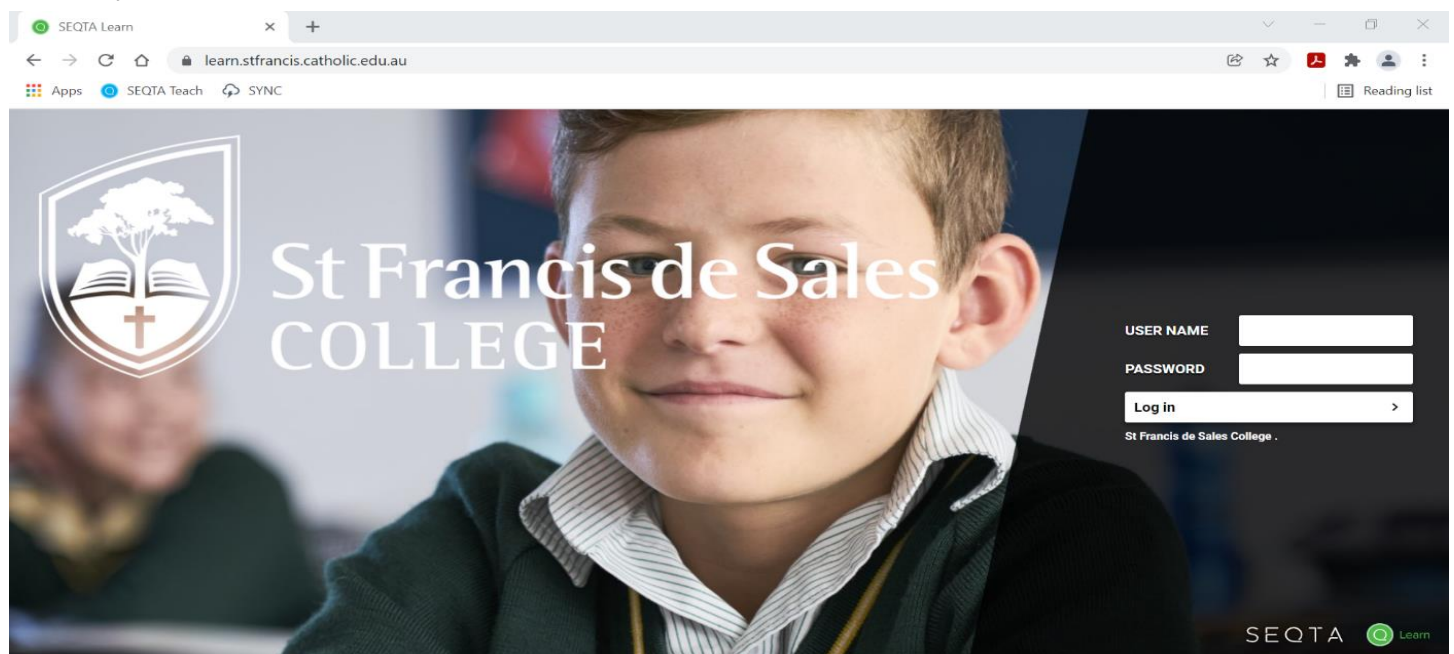 SEQTA Learn
learn.stfrancis.catholic.edu.au
Apps SEQTA Teach SYNC Reading list
St Francis de Sales
COLLEGE
USER NAME
PASSWORD
Log in
St Francis de Sales College .
SEQTA Learn